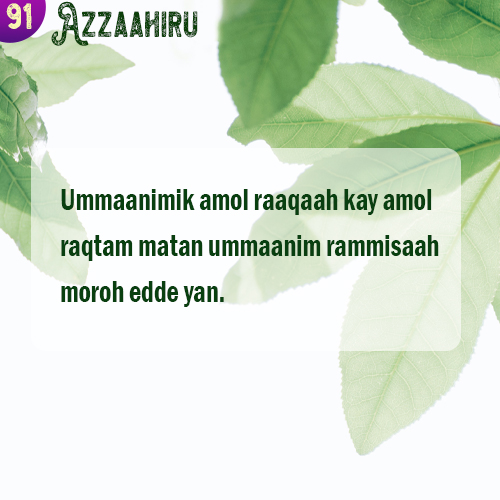 91
AZZAAHIRU
Ummaanimik amol raaqaah kay amol
raqtam matan ummaanim rammisaah
moroh edde yan.